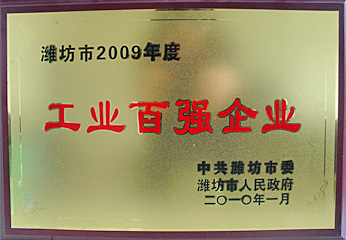 潍坊市2009年度
工业百强企业
中共潍坊市委
潍坊市人民政府
二〇一〇年一月